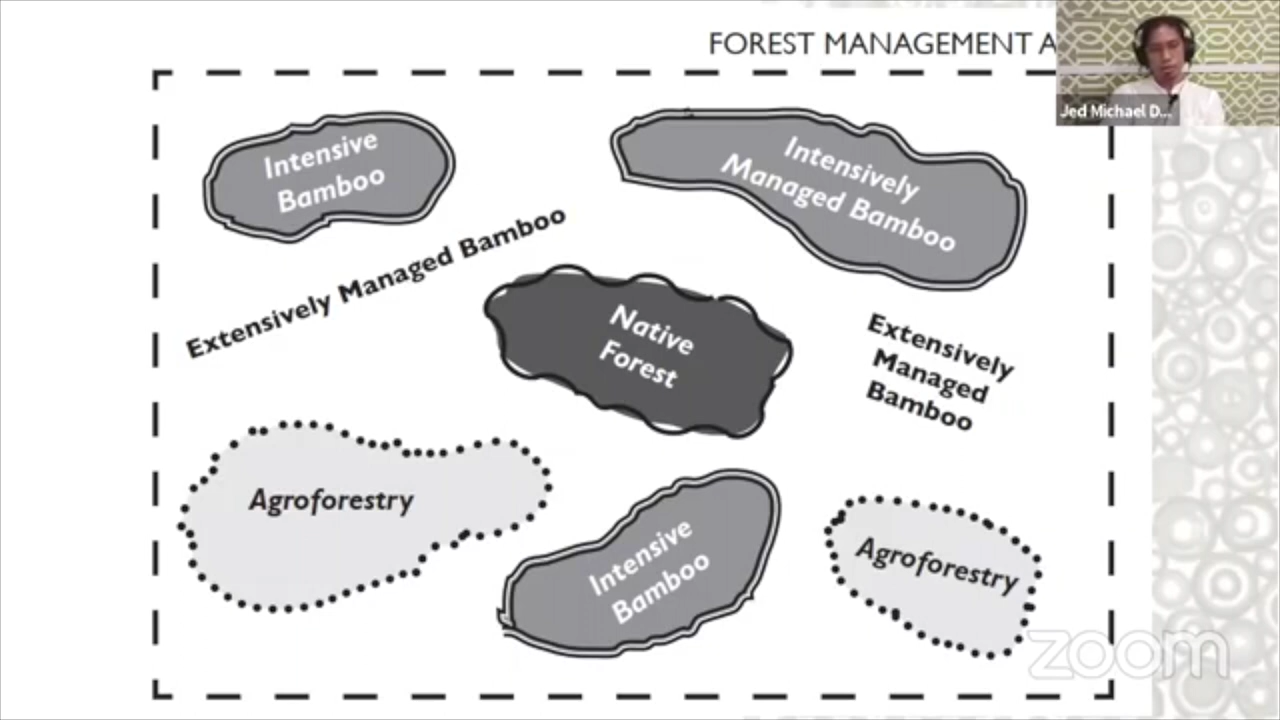 FOREST MANAGEMENT A
Jed Michael D...
Intensive
Bamboo
Intensively
Managed Bamboo
Extensively Managed Bamboo
Native
Forest
Extensively
Managed
Bamboo
Agroforestry
Intensive
Bamboo
Agroforestry
zoom